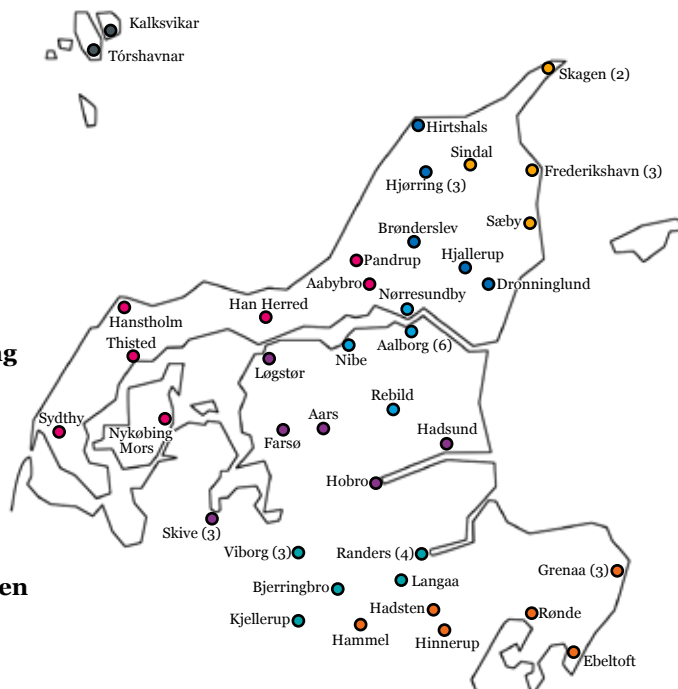 Kalksvikar
Tórshavnar
Skagen (2)
Hirtshals
Sindal
Frederikshavn (3)
Hjørring (3)
Sæby
Brønderslev
Pandrup
Hjallerup
Aabybro
Dronninglund
Han Herred
Nørresundby
Hanstholm
Thisted
Aalborg (6)
g
Nibe
Løgstør
Rebild
Sydthy
Aars
Nykøbing
Mors
Farsø
Hadsund
Hobro
Skive (3)
Viborg (3)
Randers (4)
Grenaa (3)
en
Bjerringbro
Langaa
Hadsten
Rønde
Kjellerup
Hammel
Hinnerup
Ebeltoft